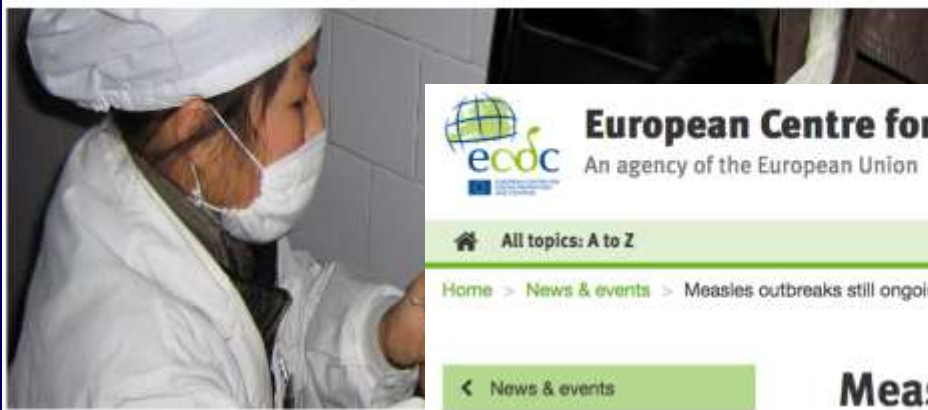 European Centre for
ecdc
An agency of the European Union
All topics: A to Z
Home > News & events > Measles outbreaks still ongoi
< News & events
Meas